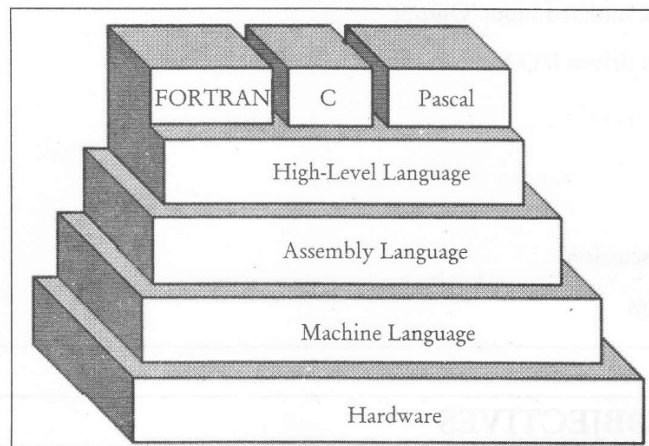 FORTRAN C Pascal
High-Level Language
Assembly Language
Machine Language
Hardware